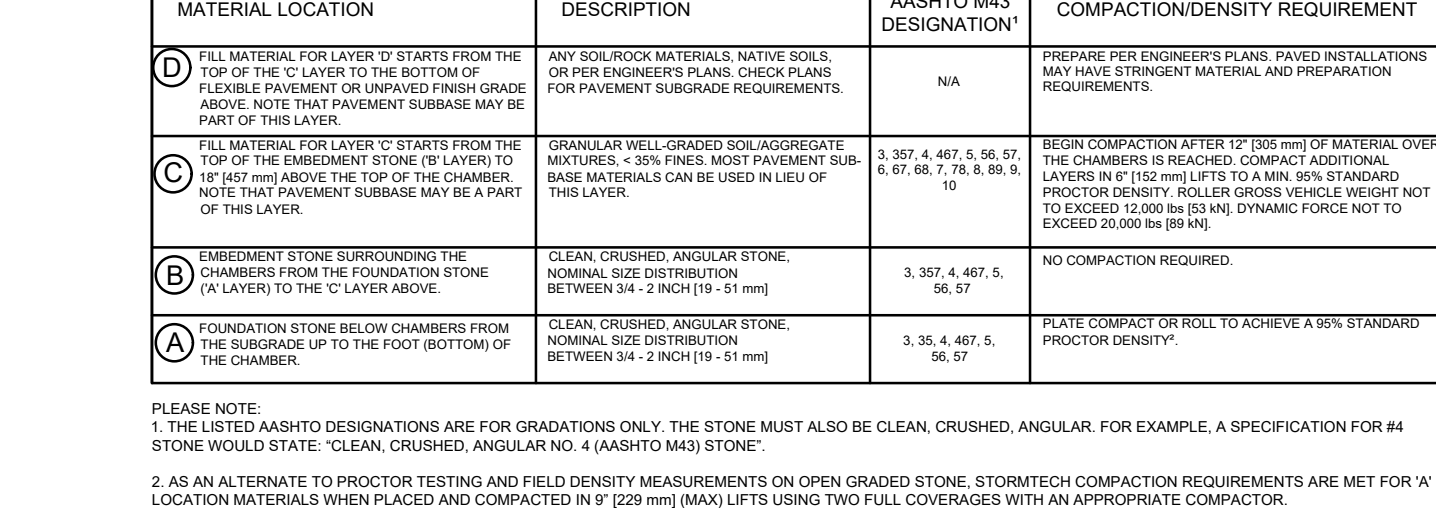 MATERIAL LOCATION
DESCRIPTION
AASHTO M43
DESIGNATION¹
COMPACTION/DENSITY REQUIREMENT
D
FILL MATERIAL FOR LAYER 'D' STARTS FROM THE
TOP OF THE 'C' LAYER TO THE BOTTOM OF
FLEXIBLE PAVEMENT OR UNPAVED FINISH GRADE
ABOVE. NOTE THAT PAVEMENT SUBBASE MAY BE
PART OF THIS LAYER.
ANY SOIL/ROCK MATERIALS, NATIVE SOILS,
OR PER ENGINEER'S PLANS. CHECK PLANS
FOR PAVEMENT SUBGRADE REQUIREMENTS.
N/A
PREPARE PER ENGINEER'S PLANS. PAVED INSTALLATIONS
MAY HAVE STRINGENT MATERIAL AND PREPARATION
REQUIREMENTS.
C
FILL MATERIAL FOR LAYER 'C' STARTS FROM THE
TOP OF THE EMBEDMENT STONE ('B' LAYER) TO
18" [457 mm] ABOVE THE TOP OF THE CHAMBER.
NOTE THAT PAVEMENT SUBBASE MAY BE A PART
OF THIS LAYER.
GRANULAR WELL-GRADED SOIL/AGGREGATE
MIXTURES, < 35% FINES. MOST PAVEMENT SUB-
BASE MATERIALS CAN BE USED IN LIEU OF
THIS LAYER.
3, 357, 4, 467, 5, 56, 57,
6, 67, 68, 7, 78, 8, 89, 9,
10
BEGIN COMPACTION AFTER 12" [305 mm] OF MATERIAL OVER
THE CHAMBERS IS REACHED. COMPACT ADDITIONAL
LAYERS IN 6" [152 mm] LIFTS TO A MIN. 95% STANDARD
PROCTOR DENSITY. ROLLER GROSS VEHICLE WEIGHT NOT
TO EXCEED 12,000 lbs [53 kN]. DYNAMIC FORCE NOT TO
EXCEED 20,000 lbs [89 kN].
B
EMBEDMENT STONE SURROUNDING THE
CHAMBERS FROM THE FOUNDATION STONE
('A' LAYER) TO THE 'C' LAYER ABOVE.
CLEAN, CRUSHED, ANGULAR STONE,
NOMINAL SIZE DISTRIBUTION
BETWEEN 3/4 - 2 INCH [19 - 51 mm]
3, 357, 4, 467, 5,
56, 57
NO COMPACTION REQUIRED.
A
FOUNDATION STONE BELOW CHAMBERS FROM
THE SUBGRADE UP TO THE FOOT (BOTTOM) OF
THE CHAMBER.
CLEAN, CRUSHED, ANGULAR STONE,
NOMINAL SIZE DISTRIBUTION
BETWEEN 3/4 - 2 INCH [19 - 51 mm]
3, 35, 4, 467, 5,
56, 57
PLATE COMPACT OR ROLL TO ACHIEVE A 95% STANDARD
PROCTOR DENSITY².
PLEASE NOTE:
1. THE LISTED AASHTO DESIGNATIONS ARE FOR GRADATIONS ONLY. THE STONE MUST ALSO BE CLEAN, CRUSHED, ANGULAR. FOR EXAMPLE, A SPECIFICATION FOR #4
STONE WOULD STATE: “CLEAN, CRUSHED, ANGULAR NO. 4 (AASHTO M43) STONE”.
2. AS AN ALTERNATE TO PROCTOR TESTING AND FIELD DENSITY MEASUREMENTS ON OPEN GRADED STONE, STORMTECH COMPACTION REQUIREMENTS ARE MET FOR 'A'
LOCATION MATERIALS WHEN PLACED AND COMPACTED IN 9” [229 mm] (MAX) LIFTS USING TWO FULL COVERAGES WITH AN APPROPRIATE COMPACTOR.